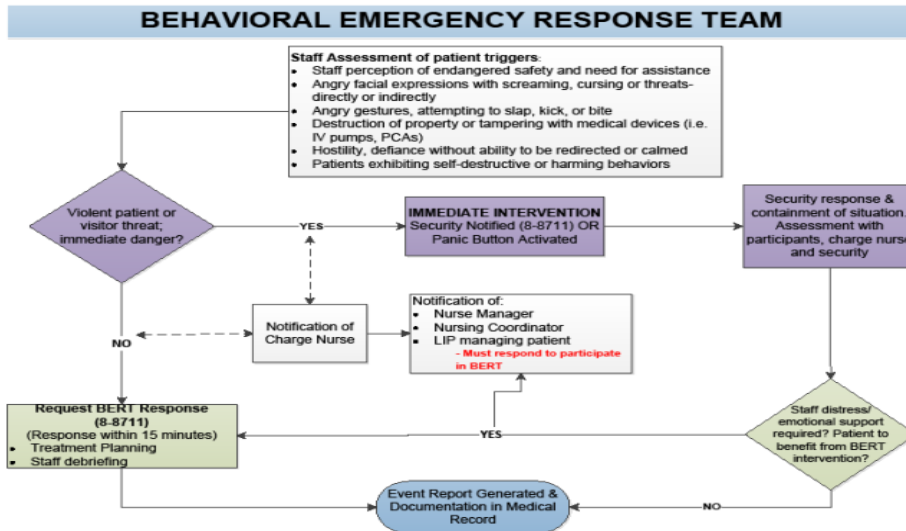 BEHAVIORAL EMERGENCY RESPONSE TEAM
Staff Assessment of patient triggers:
• Staff perception of endangered safety and need for assistance
• Angry facial expressions with screaming, cursing or threats-
directly or indirectly
• Angry gestures, attempting to slap, kick, or bite
• Destruction of property or tampering with medical devices (i.e.
IV pumps, PCAs)
• Hostility, defiance without ability to be redirected or calmed
• Patients exhibiting self-destructive or harming behaviors
Violent patient or
visitor threat;
immediate danger?
YES
IMMEDIATE INTERVENTION
Security Notified (8-8711) OR
Panic Button Activated
Security response &
containment of situation.
Assessment with
participants, charge nurse
and security
NO
Notification of
Charge Nurse
Notification of:
• Nurse Manager
• Nursing Coordinator
• LIP managing patient
- Must respond to participate
in BERT
Request BERT Response
(8-8711)
(Response within 15 minutes)
• Treatment Planning
• Staff debriefing
YES
Staff distress/
emotional support
required? Patient to
benefit from BERT
intervention?
NO
Event Report Generated &
Documentation in Medical
Record